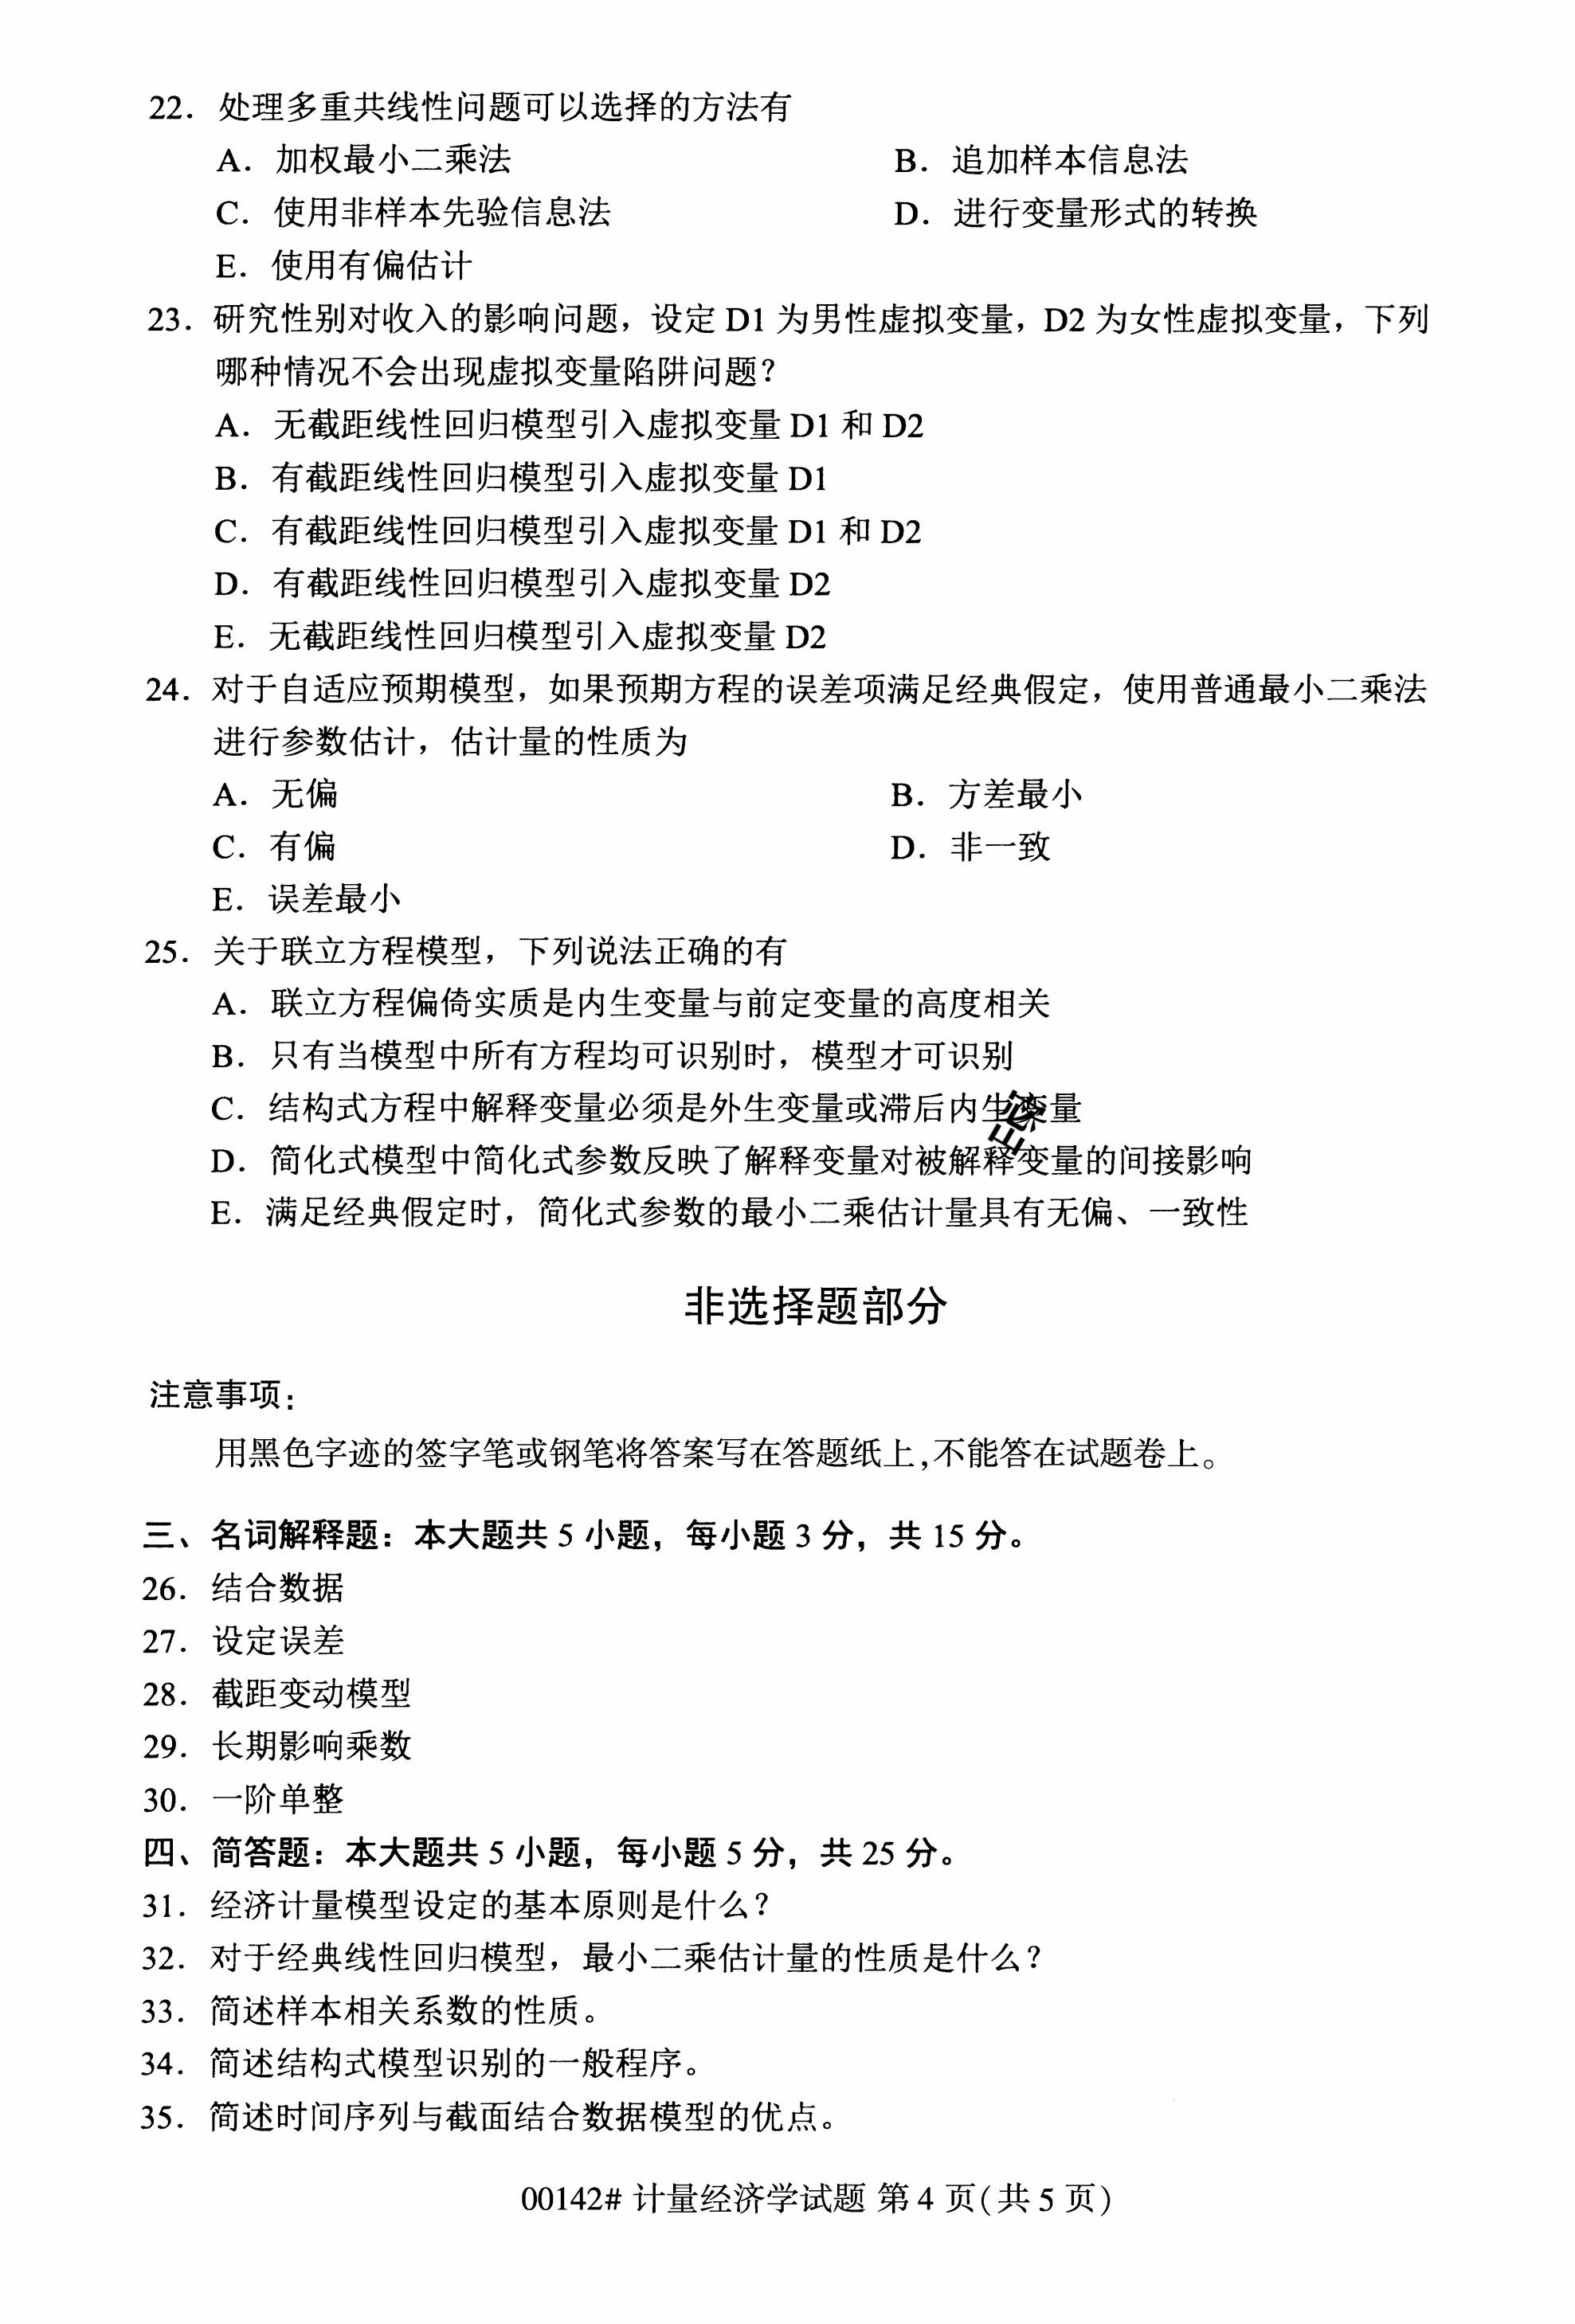 22. 处理多重共线性问题可以选择的方法有
A. 加权最小二乘法 B. 追加样本信息法
C. 使用非样本先验信息法 D. 进行变量形式的转换
E. 使用有偏估计
23. 研究性别对收入的影响问题，设定 D1 为男性虚拟变量，D2 为女性虚拟变量，下列
哪种情况不会出现虚拟变量陷阱问题？
A. 无截距线性回归模型引入虚拟变量 D1 和 D2
B. 有截距线性回归模型引入虚拟变量 D1
C. 有截距线性回归模型引入虚拟变量 D1 和 D2
D. 有截距线性回归模型引入虚拟变量 D2
E. 无截距线性回归模型引入虚拟变量 D2
24. 对于自适应预期模型，如果预期方程的误差项满足经典假定，使用普通最小二乘法
进行参数估计，估计量的性质为
A. 无偏 B. 方差最小
C. 有偏 D. 非一致
E. 误差最小
25. 关于联立方程模型，下列说法正确的有
A. 联立方程偏倚实质是内生变量与前定变量的高度相关
B. 只有当模型中所有方程均可识别时，模型才可识别
C. 结构式方程中解释变量必须是外生变量或滞后内生变量
D. 简化式模型中简化式参数反映了解释变量对被解释变量的间接影响
E. 满足经典假定时，简化式参数的最小二乘估计量具有无偏、一致性
非选择题部分
注意事项：
用黑色字迹的签字笔或钢笔将答案写在答题纸上,不能答在试题卷上。
三、名词解释题：本大题共 5 小题，每小题 3 分，共 15 分。
26. 结合数据
27. 设定误差
28. 截距变动模型
29. 长期影响乘数
30. 一阶单整
四、简答题：本大题共 5 小题，每小题 5 分，共 25 分。
31. 经济计量模型设定的基本原则是什么？
32. 对于经典线性回归模型，最小二乘估计量的性质是什么？
33. 简述样本相关系数的性质。
34. 简述结构式模型识别的一般程序。
35. 简述时间序列与截面结合数据模型的优点。
00142# 计量经济学试题 第 4 页(共 5 页)